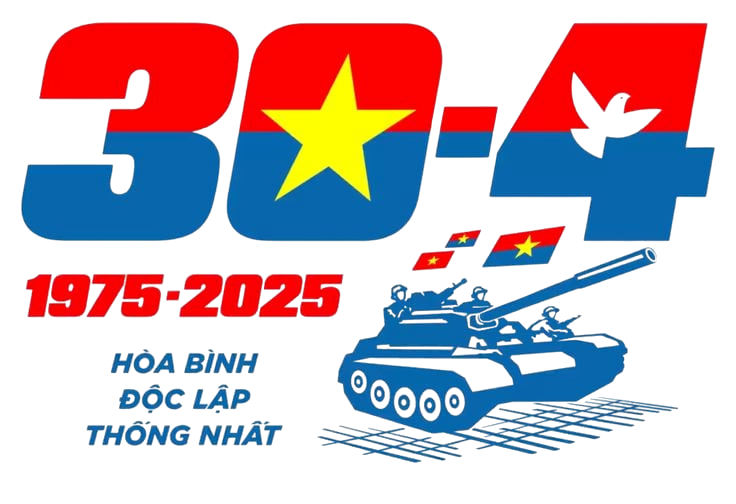 30-4
1975-2025
HÒA BÌNH
ĐỘC LẬP
THỐNG NHẤT